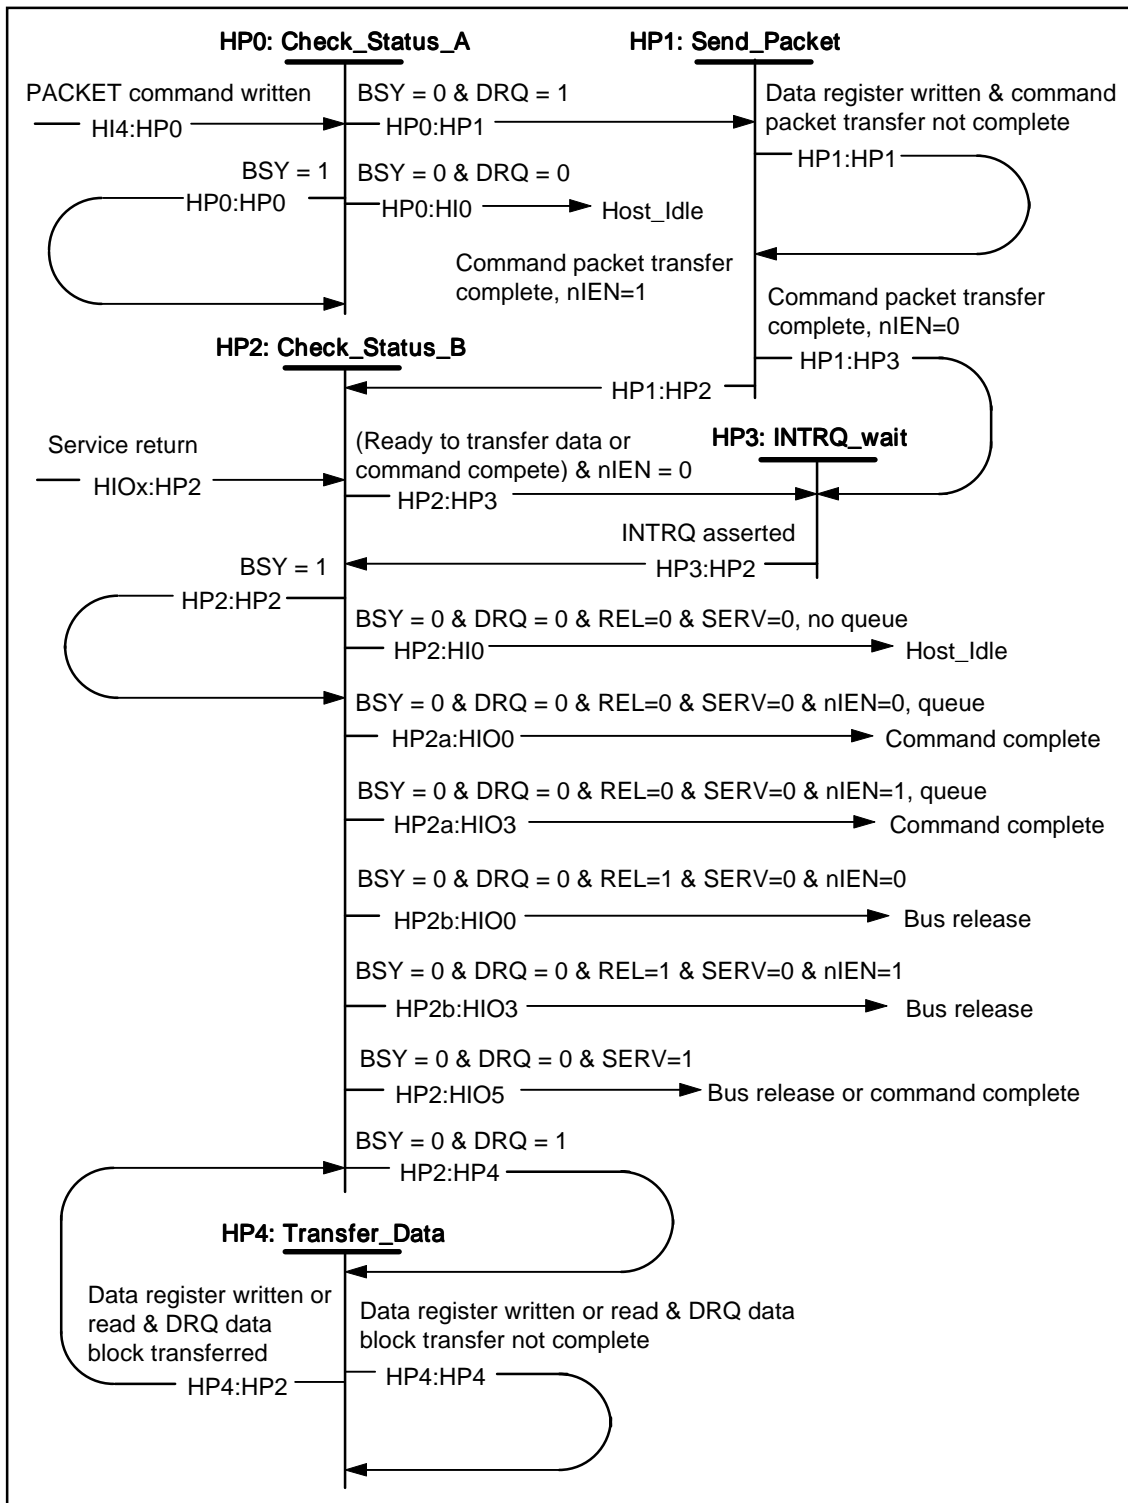 HP0: Check_Status_A
HP1: Send_Packet
PACKET command written
HI4:HP0
BSY = 0 & DRQ = 1
HP0:HP1
Data register written & command
packet transfer not complete
HP1:HP1
BSY = 1
HP0:HP0
BSY = 0 & DRQ = 0
HP0:HI0
Host_Idle
Command packet transfer
complete, nIEN=1
Command packet transfer
complete, nIEN=0
HP1:HP3
HP2: Check_Status_B
HP1:HP2
Service return
HIOx:HP2
(Ready to transfer data or
command compete) & nIEN = 0
HP2:HP3
HP3: INTRQ_wait
INTRQ asserted
HP3:HP2
BSY = 1
HP2:HP2
BSY = 0 & DRQ = 0 & REL=0 & SERV=0, no queue
HP2:HI0
Host_Idle
BSY = 0 & DRQ = 0 & REL=0 & SERV=0 & nIEN=0, queue
HP2a:HIO0
Command complete
BSY = 0 & DRQ = 0 & REL=0 & SERV=0 & nIEN=1, queue
HP2a:HIO3
Command complete
BSY = 0 & DRQ = 0 & REL=1 & SERV=0 & nIEN=0
HP2b:HIO0
Bus release
BSY = 0 & DRQ = 0 & REL=1 & SERV=0 & nIEN=1
HP2b:HIO3
Bus release
BSY = 0 & DRQ = 0 & SERV=1
HP2:HIO5
Bus release or command complete
BSY = 0 & DRQ = 1
HP2:HP4
HP4: Transfer_Data
Data register written or
read & DRQ data
block transferred
HP4:HP2
Data register written or read & DRQ data
block transfer not complete
HP4:HP4